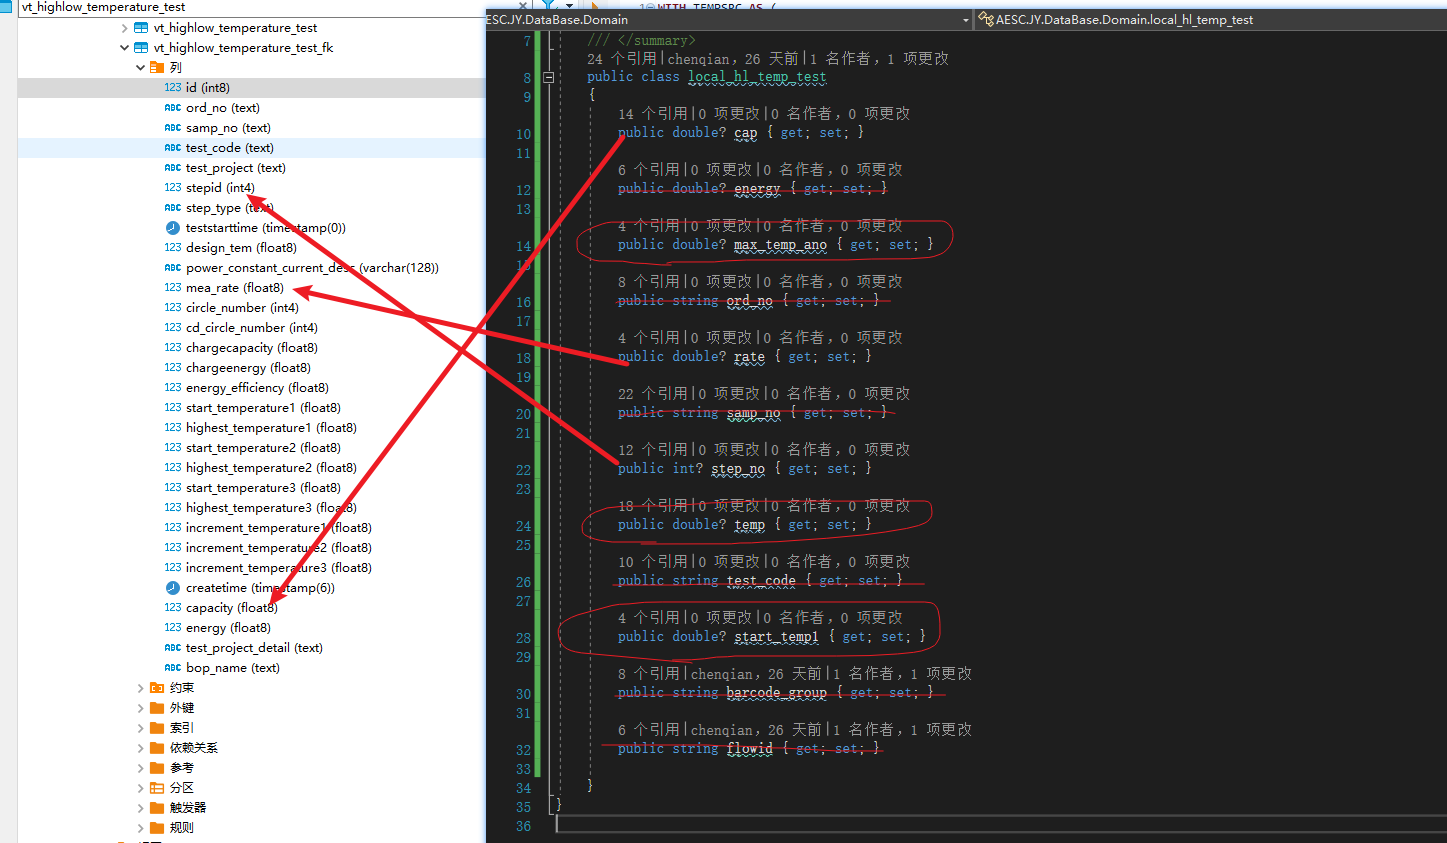 vt_highlow_temperature_test
vt_highlow_temperature_test
vt_highlow_temperature_test_fk
列
123 id (int8)
ABC ord_no (text)
ABC samp_no (text)
ABC test_code (text)
ABC test_project (text)
123 stepid (int4)
ABC step_type (text)
teststarttime (timestamp(0))
123 design_tem (float8)
ABC power_constant_current_desc (varchar(128))
123 mea_rate (float8)
123 circle_number (int4)
123 cd_circle_number (int4)
123 chargecapacity (float8)
123 chargeenergy (float8)
123 energy_efficiency (float8)
123 start_temperature1 (float8)
123 highest_temperature1 (float8)
123 start_temperature2 (float8)
123 highest_temperature2 (float8)
123 start_temperature3 (float8)
123 highest_temperature3 (float8)
123 increment_temperature1 (float8)
123 increment_temperature2 (float8)
123 increment_temperature3 (float8)
createtime (timestamp(6))
123 capacity (float8)
123 energy (float8)
ABC test_project_detail (text)
ABC bop_name (text)
约束
外键
索引
依赖关系
参考
分区
触发器
规则
ESC.JY.DataBase.Domain
AESC.JY.DataBase.Domain.local_hl_temp_test
7 /// </summary>
24 个引用|chenqian，26 天前|1 名作者，1 项更改
8 public class local_hl_temp_test
9 {
14 个引用|0 项更改|0 名作者，0 项更改
10 public double? cap { get; set; }
11
6 个引用|0 项更改|0 名作者，0 项更改
12 public double? energy { get; set; }
13
4 个引用|0 项更改|0 名作者，0 项更改
14 public double? max_temp_ano { get; set; }
15
8 个引用|0 项更改|0 名作者，0 项更改
16 public string ord_no { get; set; }
17
4 个引用|0 项更改|0 名作者，0 项更改
18 public double? rate { get; set; }
19
22 个引用|0 项更改|0 名作者，0 项更改
20 public string samp_no { get; set; }
21
12 个引用|0 项更改|0 名作者，0 项更改
22 public int? step_no { get; set; }
23
18 个引用|0 项更改|0 名作者，0 项更改
24 public double? temp { get; set; }
25
10 个引用|0 项更改|0 名作者，0 项更改
26 public string test_code { get; set; }
27
4 个引用|0 项更改|0 名作者，0 项更改
28 public double? start_temp1 { get; set; }
29
8 个引用|chenqian，26 天前|1 名作者，1 项更改
30 public string barcode_group { get; set; }
31
6 个引用|chenqian，26 天前|1 名作者，1 项更改
32 public string flowid { get; set; }
33
34 }
35 }
36